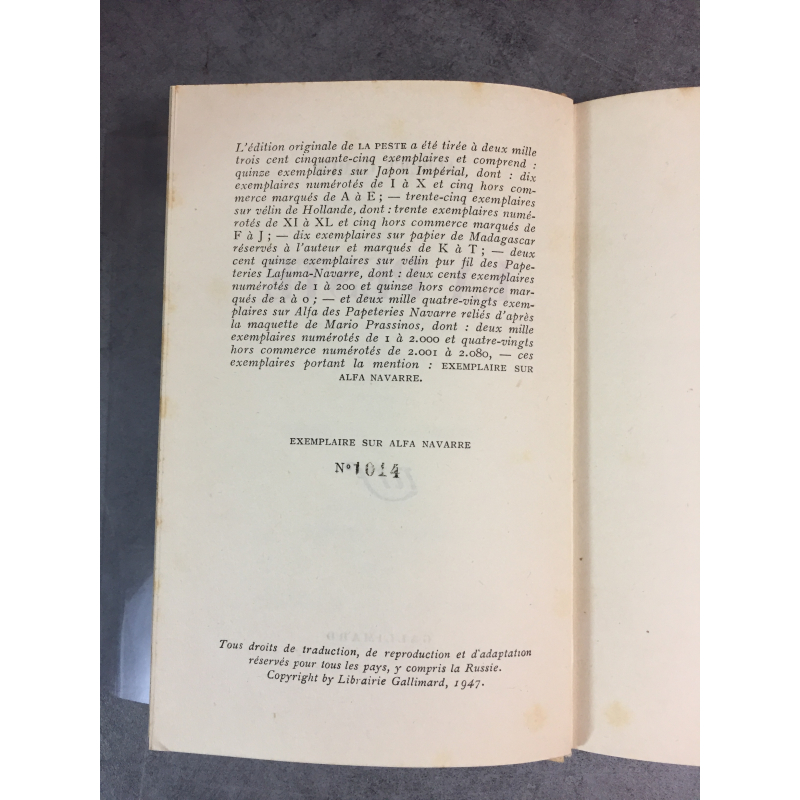 L'édition originale de LA PESTE a été tirée à deux mille
trois cent cinquante-cinq exemplaires et comprend :
quinze exemplaires sur Japon Impérial, dont : dix
exemplaires numérotés de I à X et cinq hors com-
merce marqués de A à E ; — trente-cinq exemplaires
sur vélin de Hollande, dont : trente exemplaires numé-
rotés de XI à XL et cinq hors commerce marqués de
F à J ; — dix exemplaires sur papier de Madagascar
réservés à l'auteur et marqués de K à T ; — deux
cent quinze exemplaires sur vélin pur fil des Pape-
teries Lafuma-Navarre, dont : deux cents exemplaires
numérotés de 1 à 200 et quinze hors commerce mar-
qués de a à o ; — et deux mille quatre-vingts exem-
plaires sur Alfa des Papeteries Navarre reliés d'après
la maquette de Mario Prassinos, dont : deux mille
exemplaires numérotés de 1 à 2.000 et quatre-vingts
hors commerce numérotés de 2.001 à 2.080, — ces
exemplaires portant la mention : EXEMPLAIRE SUR
ALFA NAVARRE.
EXEMPLAIRE SUR ALFA NAVARRE
N° 1014
GALLIMARD
Tous droits de traduction, de reproduction et d'adaptation
réservés pour tous les pays, y compris la Russie.
Copyright by Librairie Gallimard, 1947.